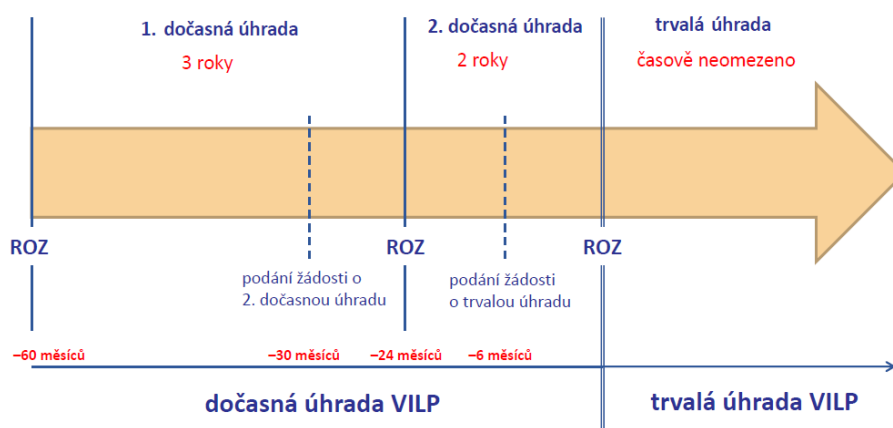 1. dočasná úhrada
3 roky
2. dočasná úhrada
2 roky
trvalá úhrada
časově neomezeno
ROZ
ROZ
ROZ
podání žádosti o
2. dočasnou úhradu
podání žádosti
o trvalou úhradu
–60 měsíců
–30 měsíců
–24 měsíců
–6 měsíců
dočasná úhrada VILP
trvalá úhrada VILP